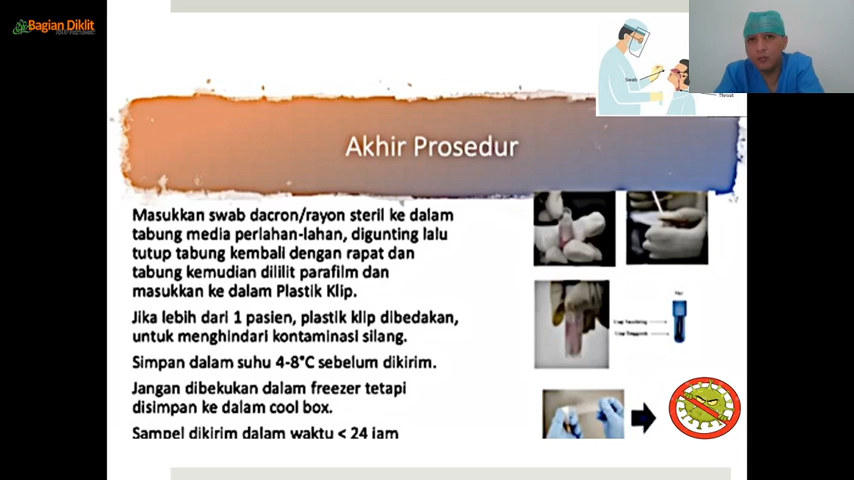 Bagian Diklit
Swab
Throat
Akhir Prosedur
Masukkan swab dacron/rayon steril ke dalam
tabung media perlahan-lahan, digunting lalu
tutup tabung kembali dengan rapat dan
tabung kemudian dililit parafilm dan
masukkan ke dalam Plastik Klip.
Jika lebih dari 1 pasien, plastik klip dibedakan,
untuk menghindari kontaminasi silang.
Simpan dalam suhu 4-8°C sebelum dikirim.
Jangan dibekukan dalam freezer tetapi
disimpan ke dalam cool box.
Sampel dikirim dalam waktu < 24 jam